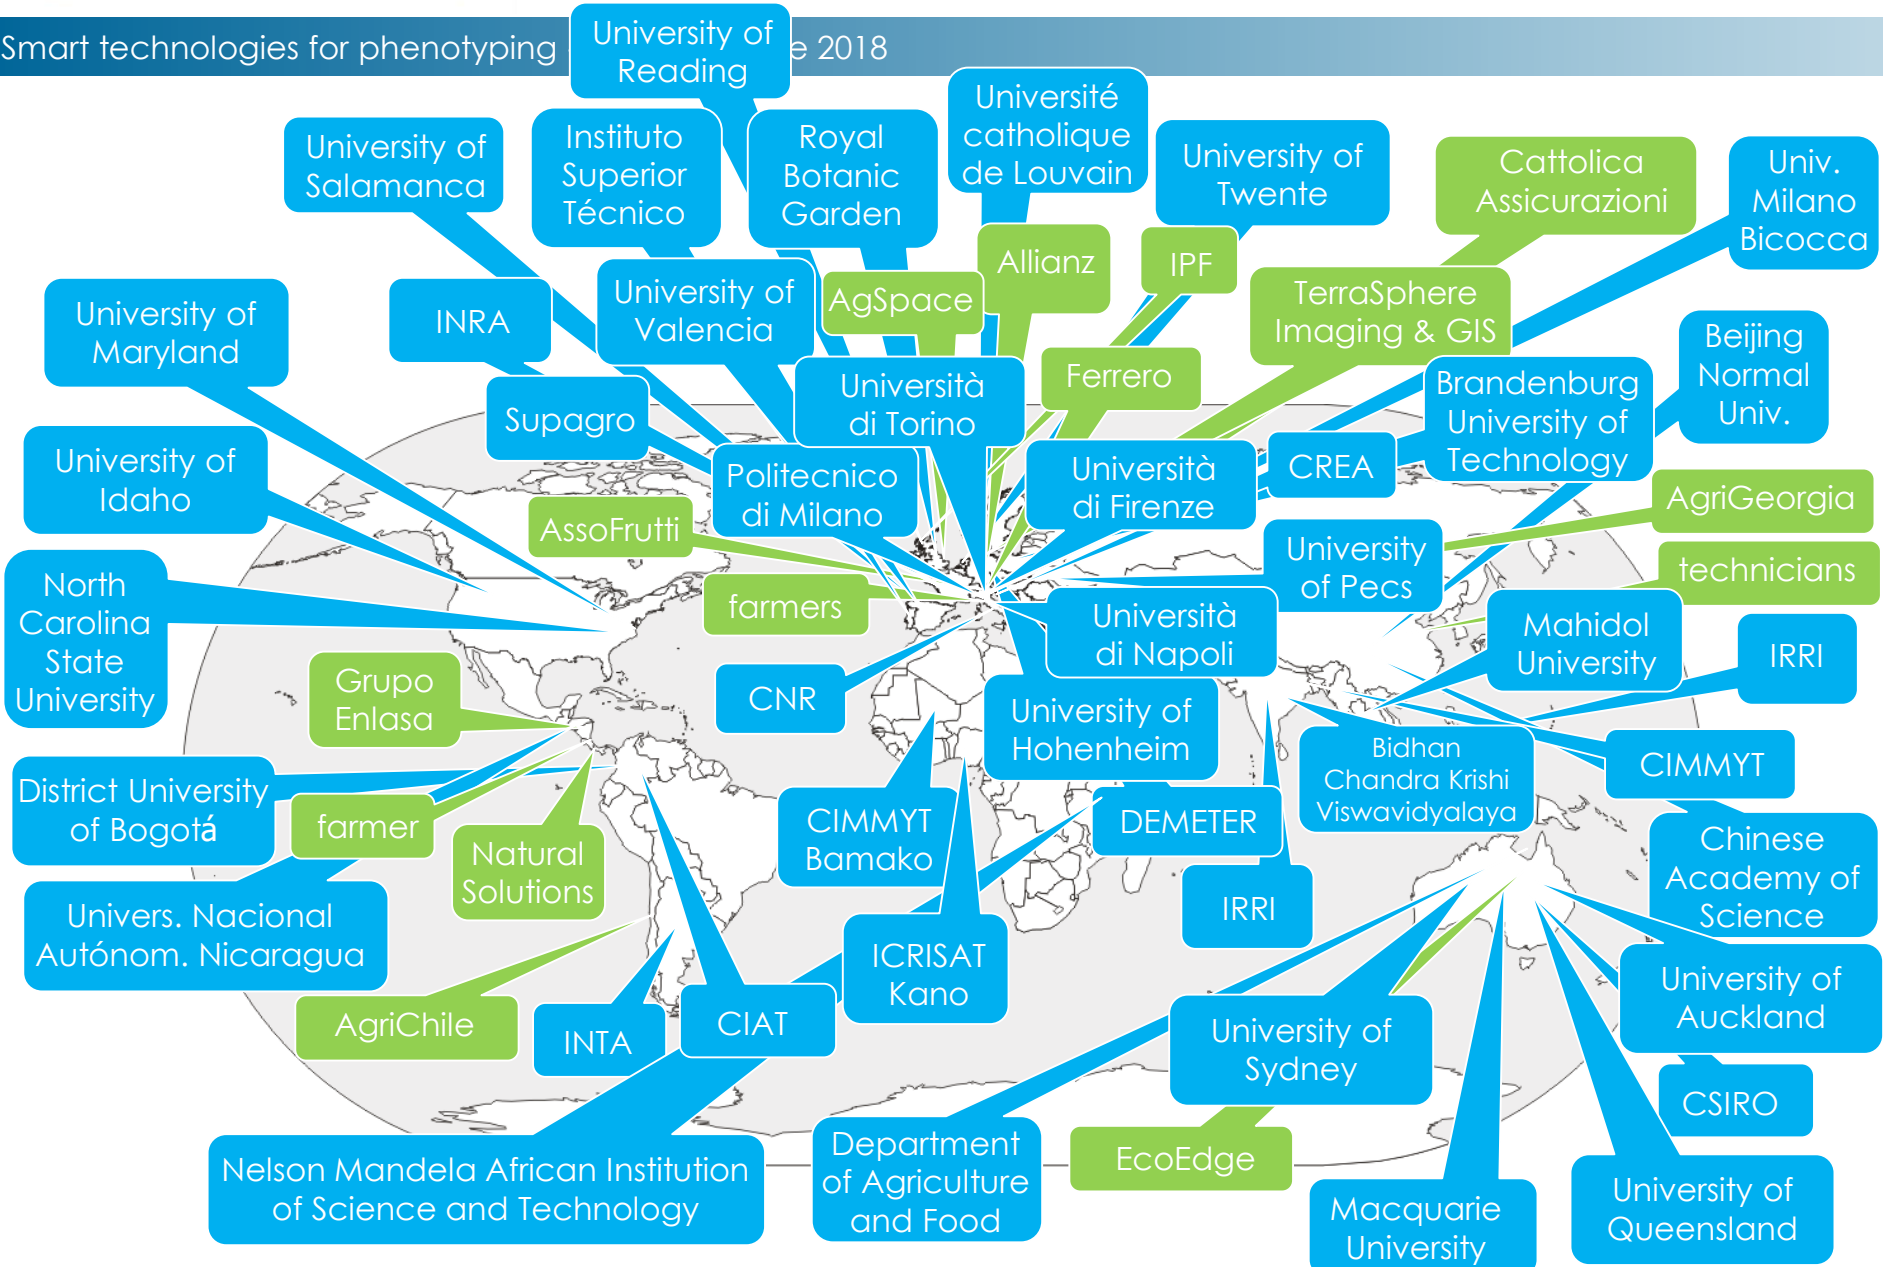 Smart technologies for phenotyping
e 2018
University of
Reading
Université
catholique
de Louvain
University of
Salamanca
Instituto
Superior
Técnico
Royal
Botanic
Garden
University of
Twente
Cattolica
Assicurazioni
Univ.
Milano
Bicocca
University of
Maryland
INRA
University of
Valencia
AgSpace
Allianz
IPF
TerraSphere
Imaging & GIS
Beijing
Normal
Univ.
Supagro
Università
di Torino
Ferrero
Brandenburg
University of
Technology
University of
Idaho
Politecnico
di Milano
Università
di Firenze
CREA
AgriGeorgia
AssoFrutti
University
of Pecs
technicians
North
Carolina
State
University
farmers
Università
di Napoli
Mahidol
University
IRRI
Grupo
Enlasa
CNR
University of
Hohenheim
Bidhan
Chandra Krishi
Viswavidyalaya
CIMMYT
District University
of Bogotá
farmer
Natural
Solutions
CIMMYT
Bamako
DEMETER
Chinese
Academy of
Science
Univers. Nacional
Autónom. Nicaragua
IRRI
ICRISAT
Kano
University of
Auckland
AgriChile
INTA
CIAT
University of
Sydney
CSIRO
Nelson Mandela African Institution
of Science and Technology
Department
of Agriculture
and Food
EcoEdge
Macquarie
University
University of
Queensland